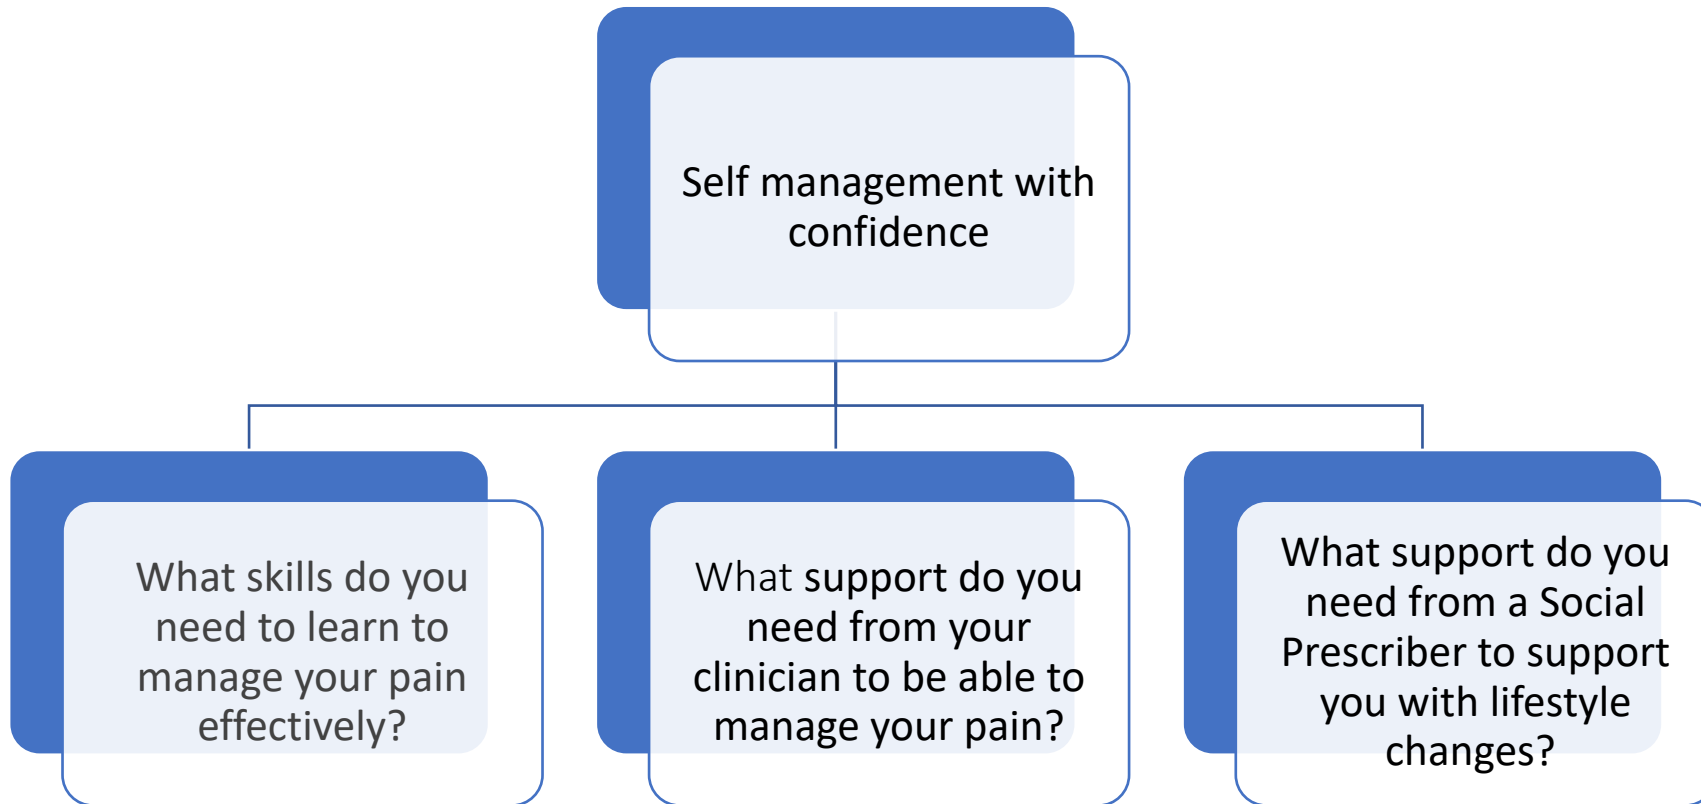 Self management with
confidence
What skills do you
need to learn to
manage your pain
effectively?
What support do you
need from your
clinician to be able to
manage your pain?
What support do you
need from a Social
Prescriber to support
you with lifestyle
changes?